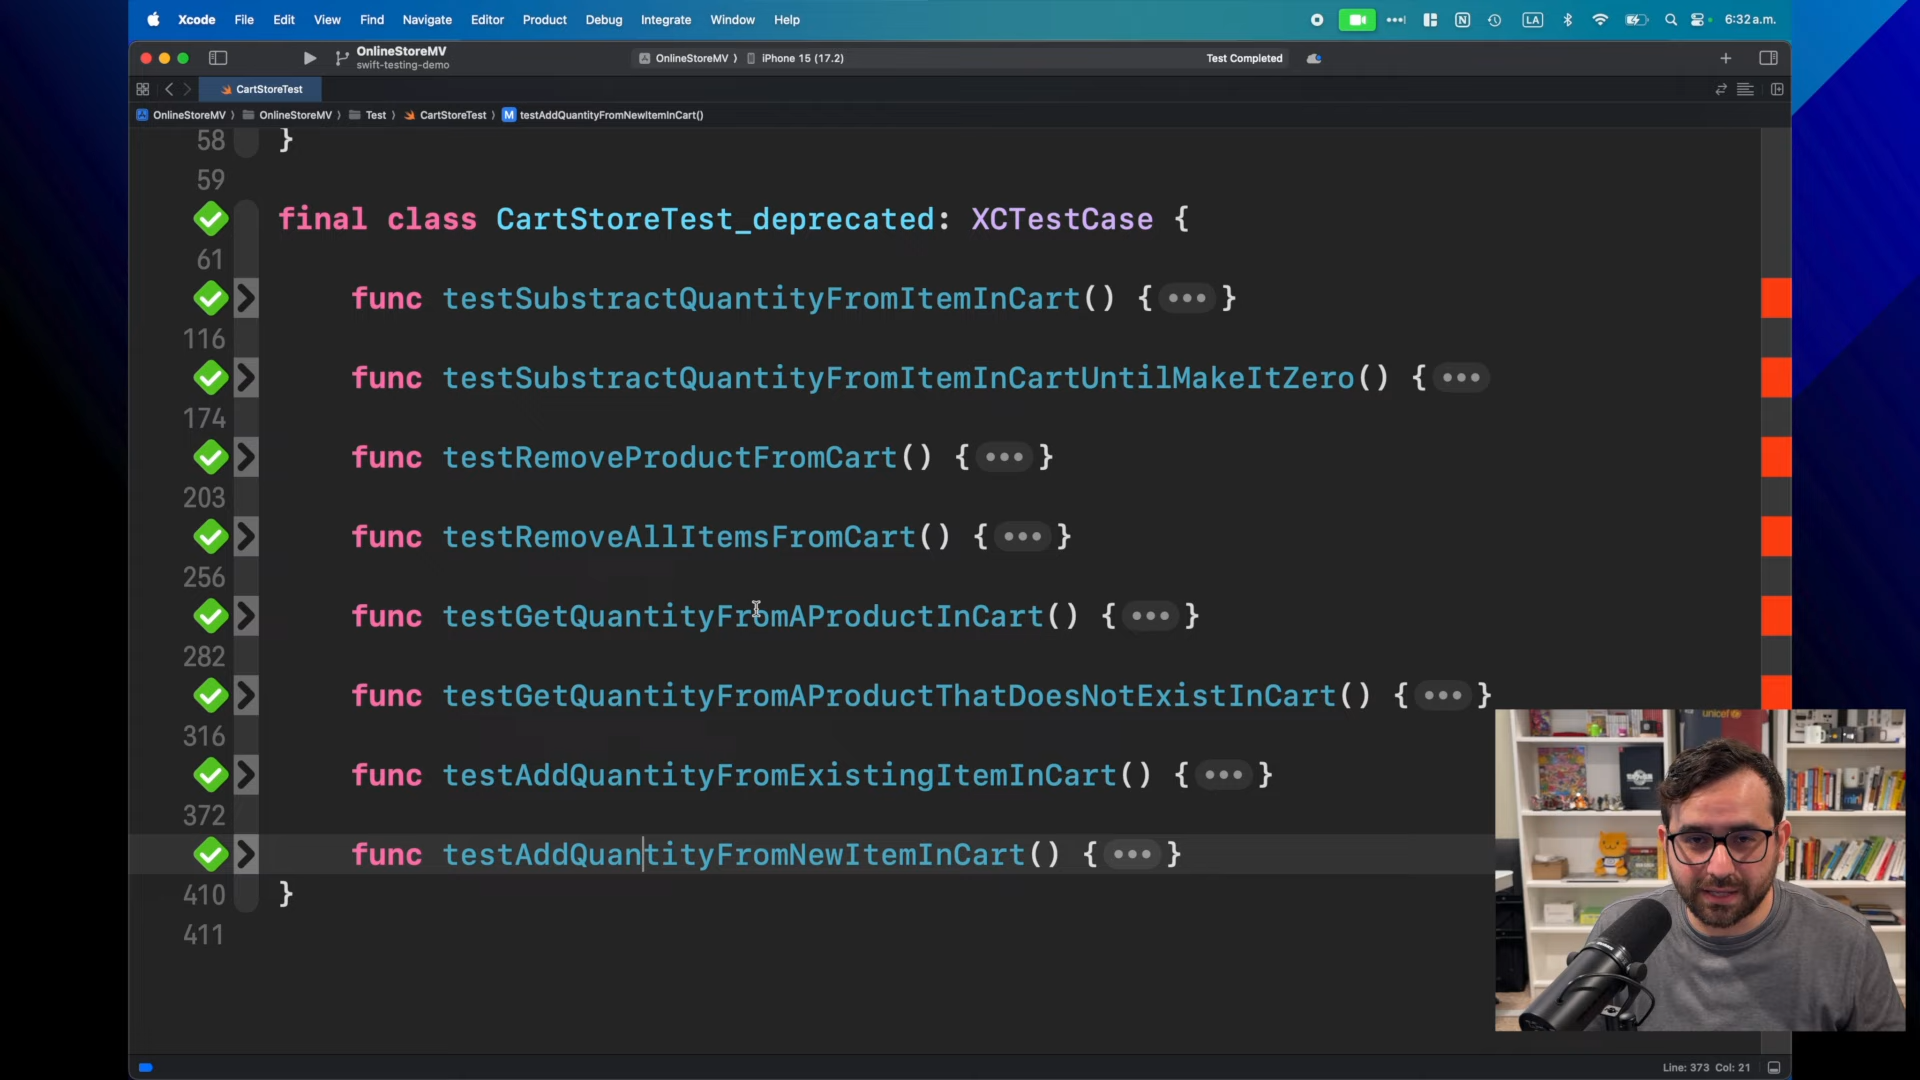 Xcode File Edit View Find Navigate Editor Product Debug Integrate Window Help LA 6:32 a.m.
OnlineStoreMV
swift-testing-demo
OnlineStoreMV 〉 iPhone 15 (17.2) Test Completed
CartStoreTest
OnlineStoreMV 〉 OnlineStoreMV 〉 Test 〉 CartStoreTest 〉 M testAddQuantityFromNewItemInCart()
58 }
59
final class CartStoreTest_deprecated: XCTestCase {
61
func testSubstractQuantityFromItemInCart() {•••}
116
func testSubstractQuantityFromItemInCartUntilMakeItZero() {•••
174
func testRemoveProductFromCart() {•••}
203
func testRemoveAllItemsFromCart() {•••}
256
func testGetQuantityFromAProductInCart() {•••}
282
func testGetQuantityFromAProductThatDoesNotExistInCart() {•••}
316
func testAddQuantityFromExistingItemInCart() {•••}
372
func testAddQuantityFromNewItemInCart() {•••}
410 }
411
unicef
Line: 373 Col: 21